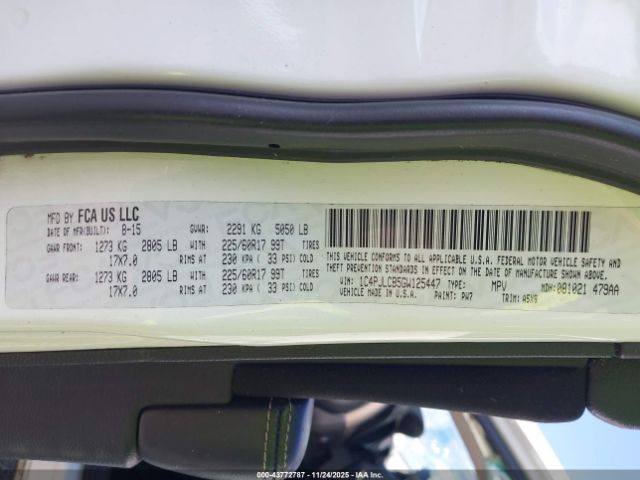 MFD BY FCA US LLC
DATE OF MFR(BUILT): 8-15 GVWR: 2291 KG 5050 LB
GAWR FRONT: 1273 KG 2805 LB WITH 225/60R17 99T TIRES
17X7.0 RIMS AT 230 KPA ( 33 PSI) COLD
GAWR REAR: 1273 KG 2805 LB WITH 225/60R17 99T TIRES
17X7.0 RIMS AT 230 KPA ( 33 PSI) COLD
THIS VEHICLE CONFORMS TO ALL APPLICABLE U.S.A. FEDERAL MOTOR VEHICLE SAFETY AND
THEFT PREVENTION STANDARDS IN EFFECT ON THE DATE OF MANUFACTURE SHOWN ABOVE.
VIN: 1C4PJLCB5GW125447 TYPE: MPV MDH:081021 479AA
VEHICLE MADE IN U.S.A. PAINT: PW7 TRIM: A5X9
00-43772787 - 11/24/2025 - IAAI.com